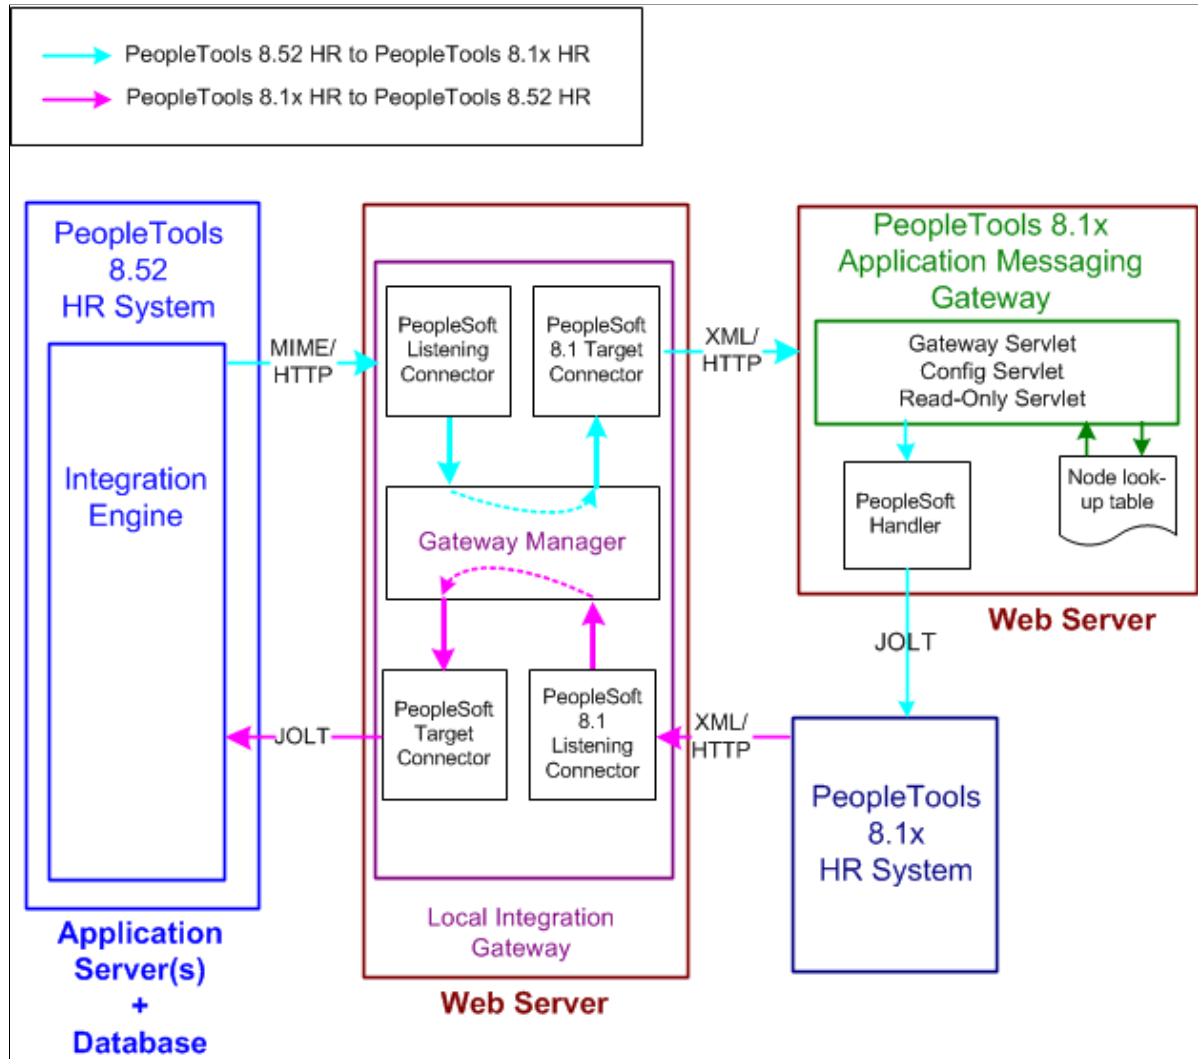 PeopleTools 8.52 HR to PeopleTools 8.1x HR
PeopleTools 8.1x HR to PeopleTools 8.52 HR
PeopleTools
8.52
HR System
Integration
Engine
Application
Server(s)
+
Database
MIME/
HTTP
JOLT
PeopleSoft
Listening
Connector
PeopleSoft
8.1 Target
Connector
Gateway Manager
PeopleSoft
Target
Connector
PeopleSoft
8.1
Listening
Connector
Local Integration
Gateway
Web Server
XML/
HTTP
XML/
HTTP
PeopleTools 8.1x
Application Messaging
Gateway
Gateway Servlet
Config Servlet
Read-Only Servlet
PeopleSoft
Handler
Node look-
up table
Web Server
JOLT
PeopleTools
8.1x
HR System